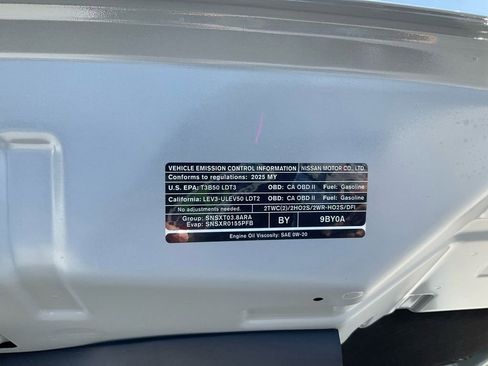 VEHICLE EMISSION CONTROL INFORMATION NISSAN MOTOR CO., LTD.
Conforms to regulations: 2025 MY
U.S. EPA: T3B50 LDT3 OBD: CA OBD II Fuel: Gasoline
California: LEV3-ULEV50 LDT2 OBD: CA OBD II Fuel: Gasoline
No adjustments needed. 2TWC(2)/2HO2S/2WR-HO2S/DFI
Group: SNSXT03.8ARA
Evap: SNSXR0155PFB
BY
9BY0A
Engine Oil Viscosity: SAE 0W-20